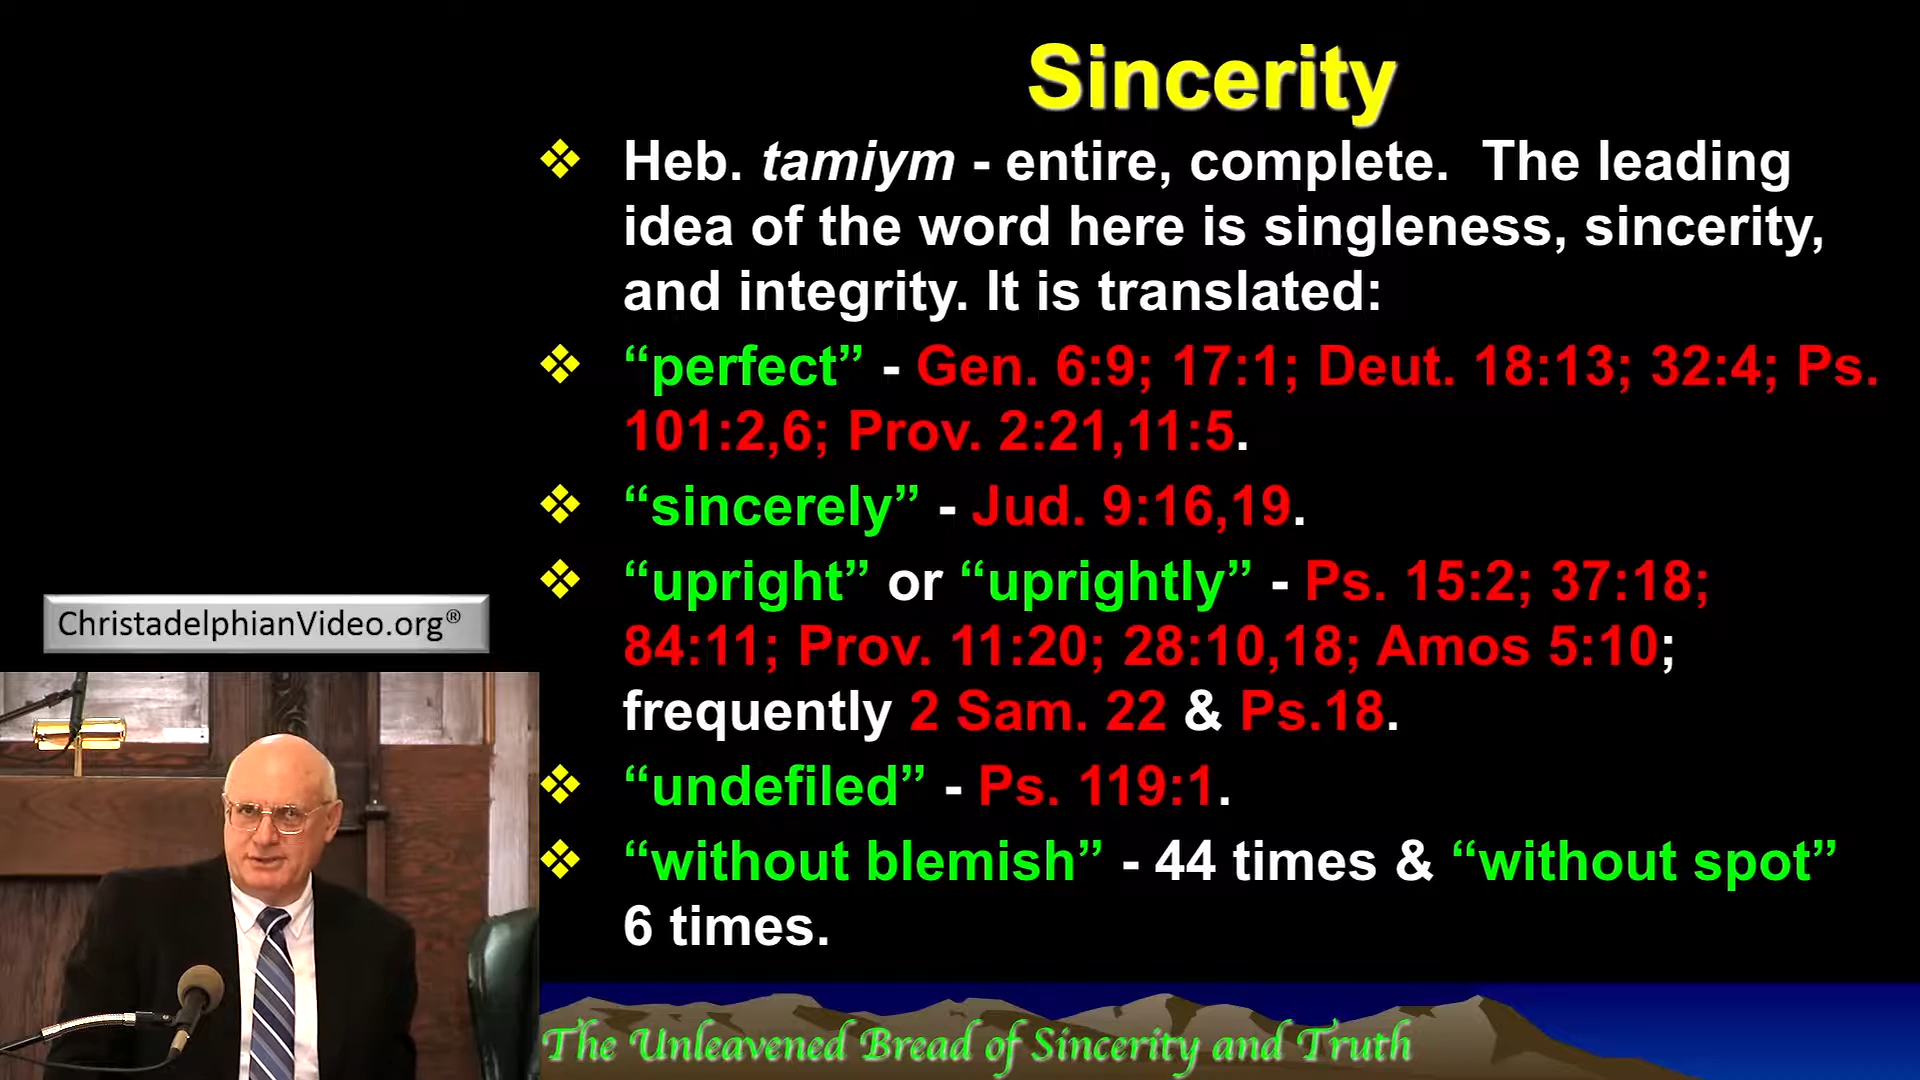 Sincerity
❖ Heb. tamiym - entire, complete.  The leading
idea of the word here is singleness, sincerity,
and integrity. It is translated:
❖ “perfect” - Gen. 6:9; 17:1; Deut. 18:13; 32:4; Ps.
101:2,6; Prov. 2:21,11:5.
❖ “sincerely” - Jud. 9:16,19.
❖ “upright” or “uprightly” - Ps. 15:2; 37:18;
84:11; Prov. 11:20; 28:10,18; Amos 5:10;
frequently 2 Sam. 22 & Ps.18.
❖ “undefiled” - Ps. 119:1.
❖ “without blemish” - 44 times & “without spot”
6 times.
ChristadelphianVideo.org®
The Unleavened Bread of Sincerity and Truth